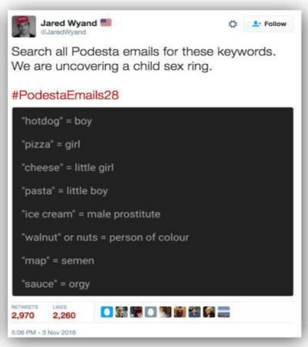 Jared Wyand
@JaredWyand
Follow
Search all Podesta emails for these keywords.
We are uncovering a child sex ring.
#PodestaEmails28
"hotdog" = boy
"pizza" = girl
"cheese" = little girl
"pasta" = little boy
"ice cream" = male prostitute
"walnut" or nuts = person of colour
"map" = semen
"sauce" = orgy
RETWEETS LIKES
2,970 2,260
5:06 PM - 3 Nov 2016